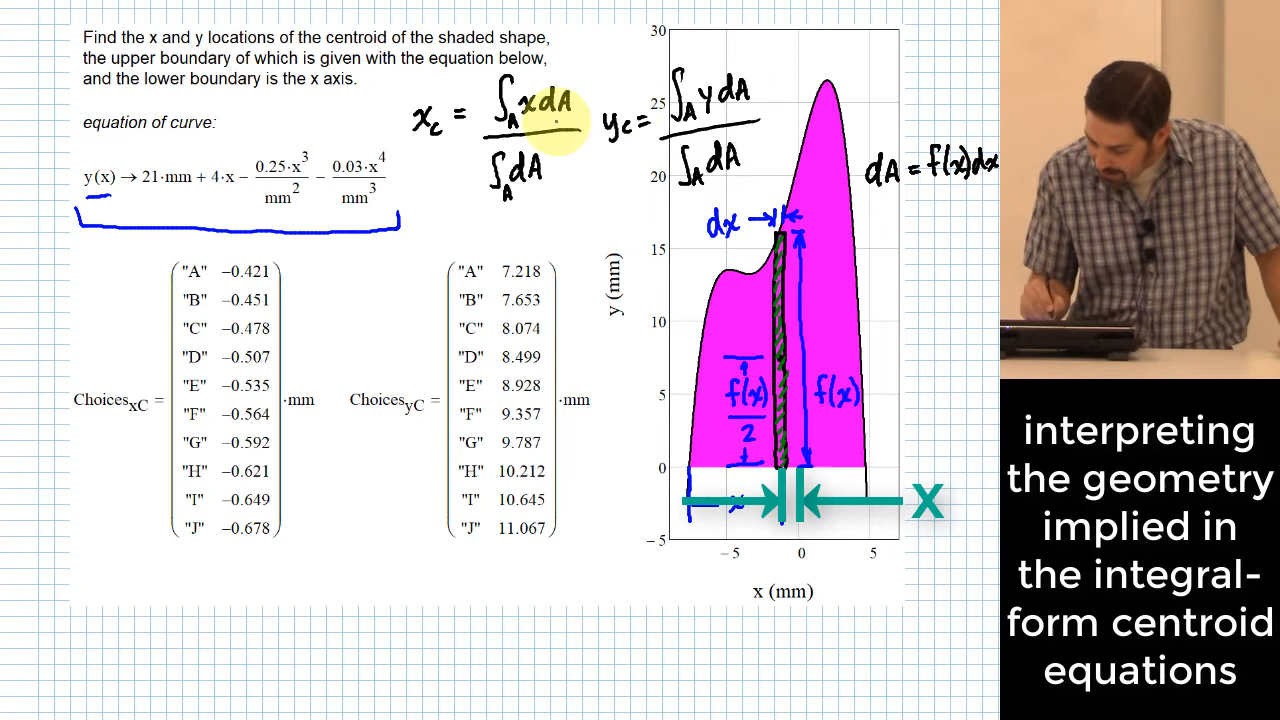 Find the x and y locations of the centroid of the shaded shape,
the upper boundary of which is given with the equation below,
and the lower boundary is the x axis.
equation of curve:
y(x) → 21·mm + 4·x − 0.25·x³/mm² − 0.03·x⁴/mm³
x_c = ∫_A x dA / ∫_A dA
y_c = ∫_A y dA / ∫_A dA
dA = f(x)dx
Choices_xC =
"A" −0.421
"B" −0.451
"C" −0.478
"D" −0.507
"E" −0.535
"F" −0.564
"G" −0.592
"H" −0.621
"I" −0.649
"J" −0.678
·mm
Choices_yC =
"A" 7.218
"B" 7.653
"C" 8.074
"D" 8.499
"E" 8.928
"F" 9.357
"G" 9.787
"H" 10.212
"I" 10.645
"J" 11.067
·mm
30
25
20
15
10
5
0
−5
y (mm)
dx
f(x)/2
f(x)
x
X
−5 0 5
x (mm)
interpreting
the geometry
implied in
the integral-
form centroid
equations